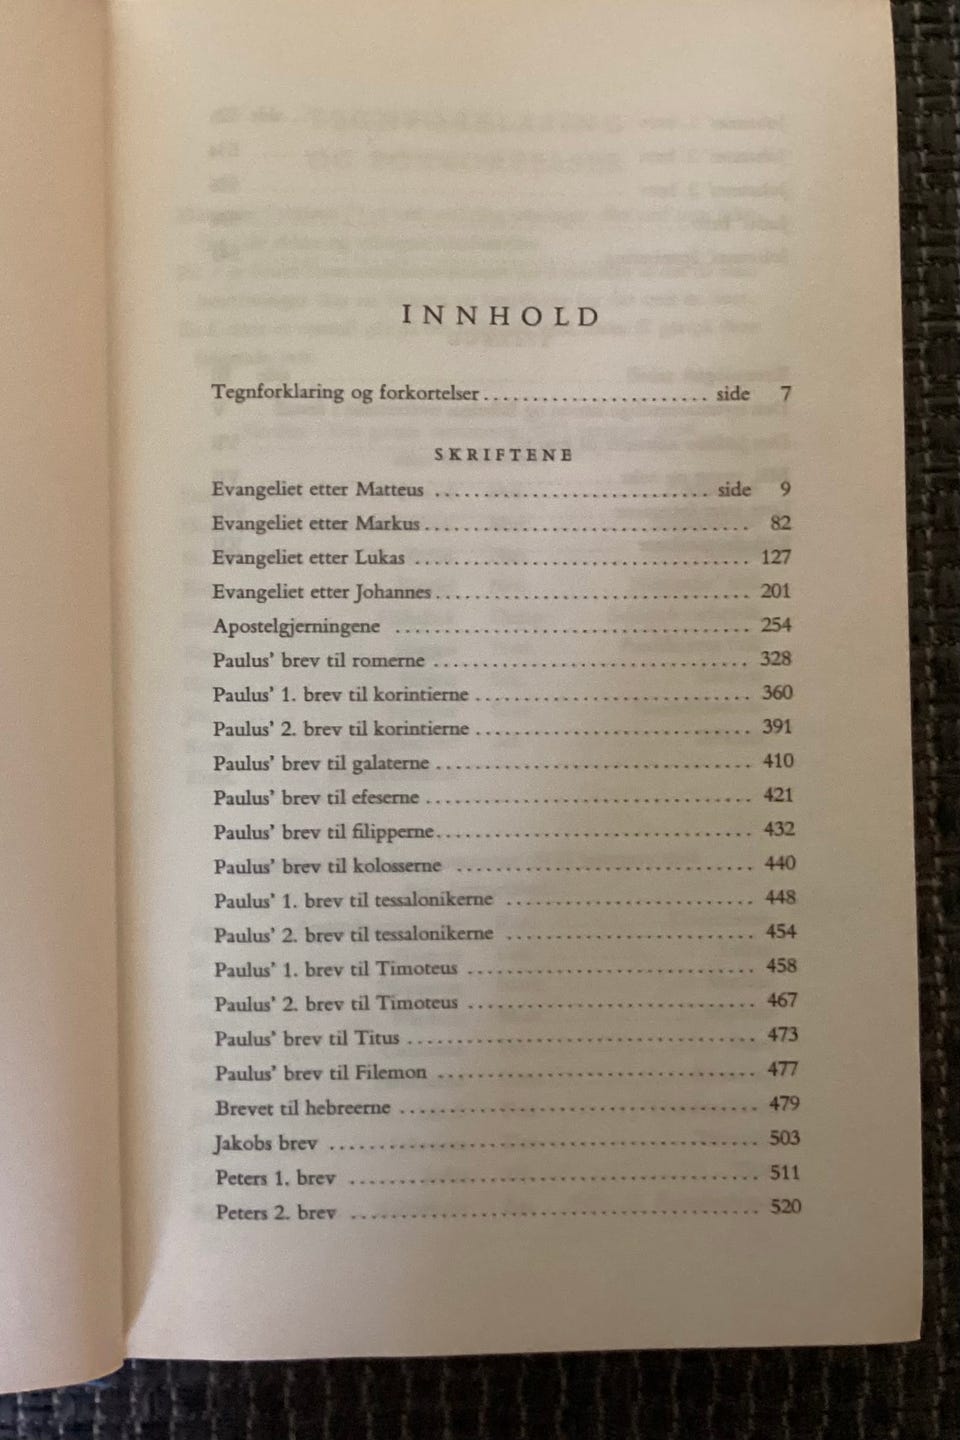 INNHOLD
Tegnforklaring og forkortelser ........................ side 7
SKRIFTENE
Evangeliet etter Matteus ............................. side 9
Evangeliet etter Markus .................................. 82
Evangeliet etter Lukas ................................... 127
Evangeliet etter Johannes ................................. 201
Apostelgjerningene ..................................... 254
Paulus' brev til romerne ................................. 328
Paulus' 1. brev til korintierne ............................. 360
Paulus' 2. brev til korintierne ............................. 391
Paulus' brev til galaterne ................................. 410
Paulus' brev til efeserne .................................. 421
Paulus' brev til filipperne ................................. 432
Paulus' brev til kolosserne ............................... 440
Paulus' 1. brev til tessalonikerne .......................... 448
Paulus' 2. brev til tessalonikerne .......................... 454
Paulus' 1. brev til Timoteus .............................. 458
Paulus' 2. brev til Timoteus .............................. 467
Paulus' brev til Titus .................................... 473
Paulus' brev til Filemon ................................. 477
Brevet til hebreerne ..................................... 479
Jakobs brev ............................................ 503
Peters 1. brev .......................................... 511
Peters 2. brev .......................................... 520